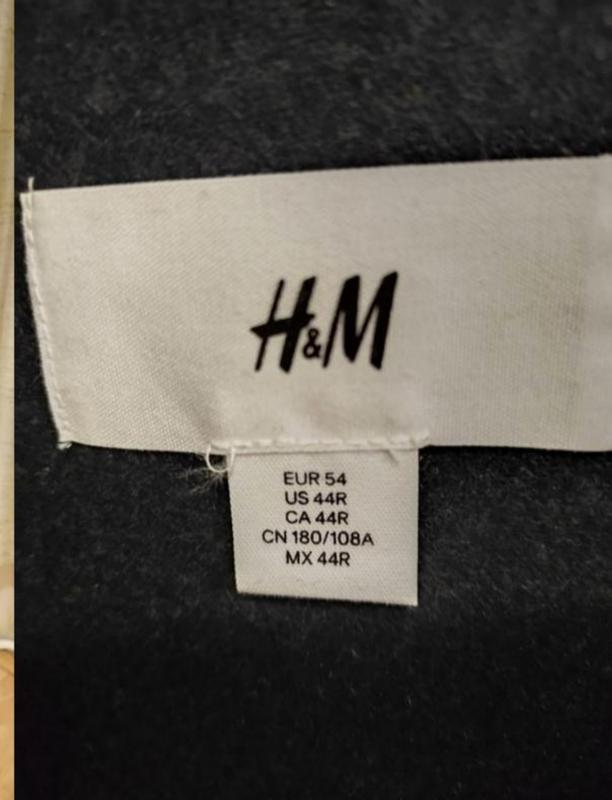 H&M
EUR 54
US 44R
CA 44R
CN 180/108A
MX 44R